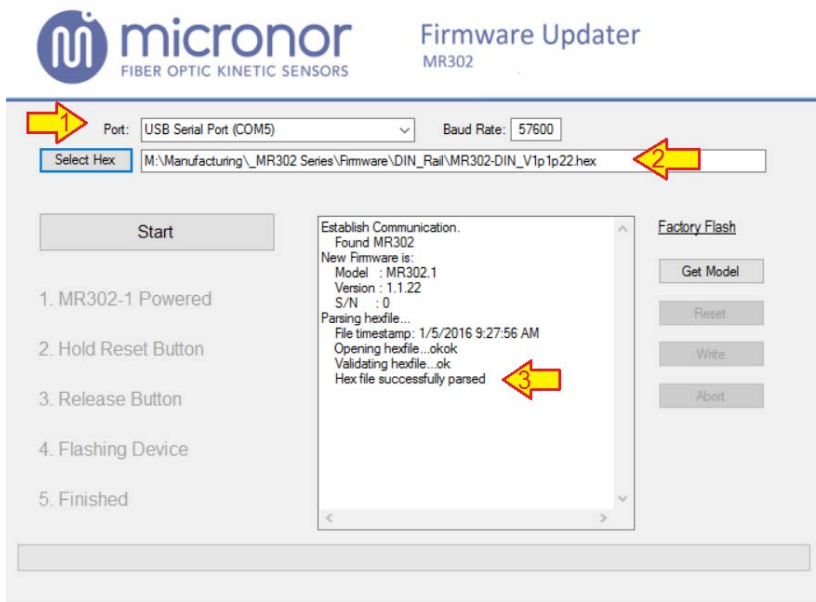 micronor
FIBER OPTIC KINETIC SENSORS
Firmware Updater
MR302
1
Port: USB Serial Port (COM5) Baud Rate: 57600
Select Hex M:\Manufacturing\_MR302 Series\Firmware\DIN_Rail\MR302-DIN_V1p1p22.hex 2
Start
1. MR302-1 Powered
2. Hold Reset Button
3. Release Button
4. Flashing Device
5. Finished
Establish Communication.
Found MR302
New Firmware is:
Model : MR302.1
Version : 1.1.22
S/N : 0
Parsing hexfile...
File timestamp: 1/5/2016 9:27:56 AM
Opening hexfile...okok
Validating hexfile...ok
Hex file successfully parsed 3
Factory Flash
Get Model
Reset
Write
Abort